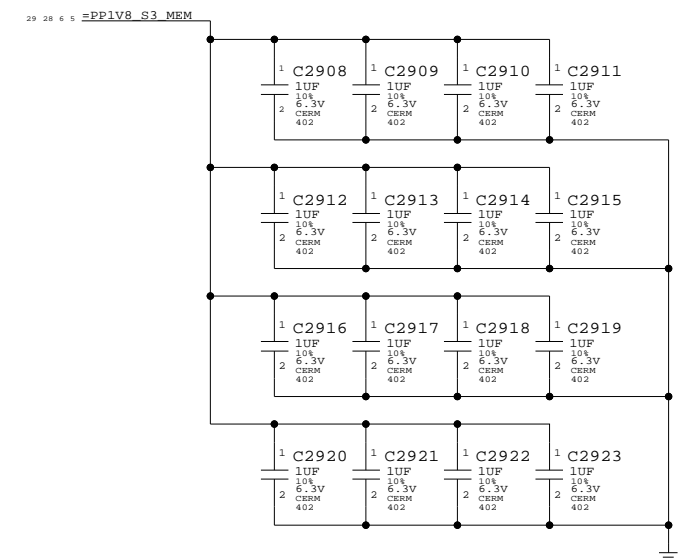 29 28 6 5 =PP1V8_S3_MEM
1 C2908 1 C2909 1 C2910 1 C2911
1UF 1UF 1UF 1UF
10% 10% 10% 10%
2 6.3V 2 6.3V 2 6.3V 2 6.3V
CERM CERM CERM CERM
402 402 402 402
1 C2912 1 C2913 1 C2914 1 C2915
1UF 1UF 1UF 1UF
10% 10% 10% 10%
2 6.3V 2 6.3V 2 6.3V 2 6.3V
CERM CERM CERM CERM
402 402 402 402
1 C2916 1 C2917 1 C2918 1 C2919
1UF 1UF 1UF 1UF
10% 10% 10% 10%
2 6.3V 2 6.3V 2 6.3V 2 6.3V
CERM CERM CERM CERM
402 402 402 402
1 C2920 1 C2921 1 C2922 1 C2923
1UF 1UF 1UF 1UF
10% 10% 10% 10%
2 6.3V 2 6.3V 2 6.3V 2 6.3V
CERM CERM CERM CERM
402 402 402 402